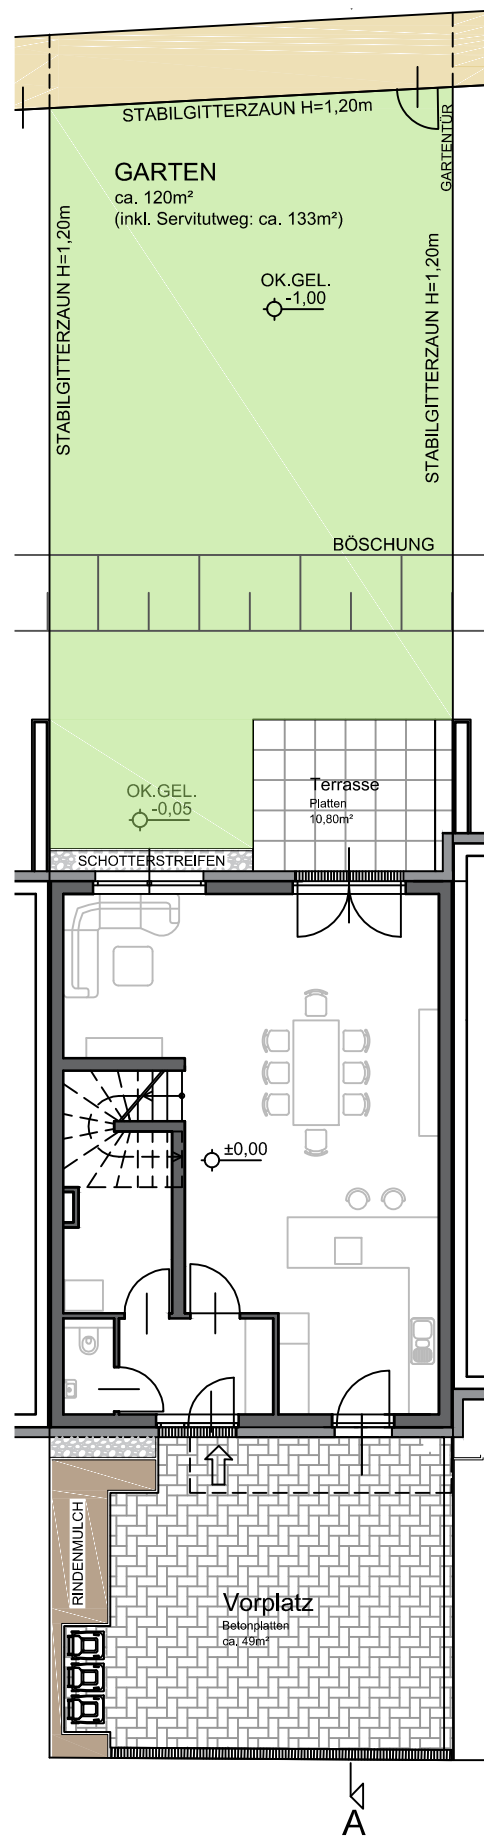 STABILGITTERZAUN H=1,20m
GARTENTÜR
GARTEN
ca. 120m²
(inkl. Servitutweg: ca. 133m²)
STABILGITTERZAUN H=1,20m
STABILGITTERZAUN H=1,20m
OK.GEL.
-1,00
BÖSCHUNG
Terrasse
Platten
10,80m²
OK.GEL.
-0,05
SCHOTTERSTREIFEN
±0,00
RINDENMULCH
Vorplatz
Betonplatten
ca. 49m²
A